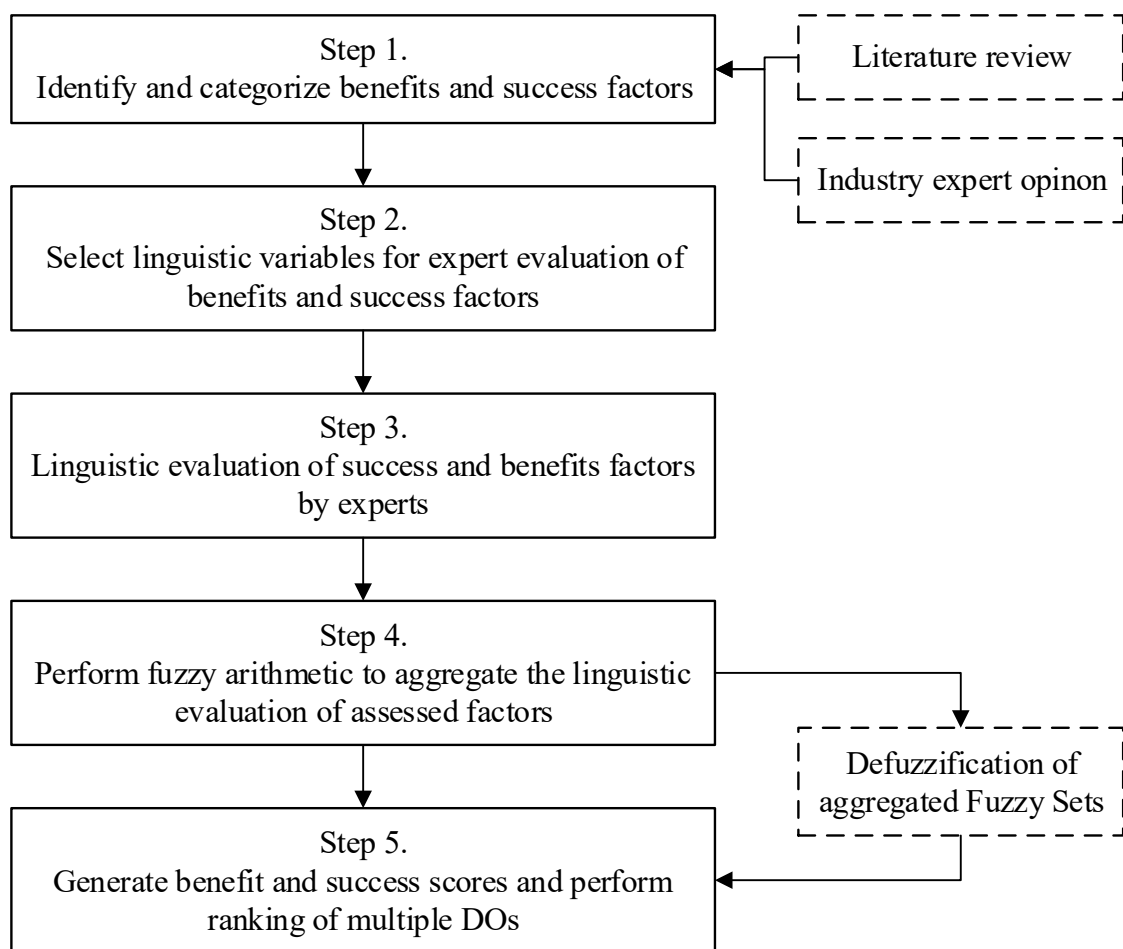 Step 1.
Identify and categorize benefits and success factors
Literature review
Industry expert opinon
Step 2.
Select linguistic variables for expert evaluation of
benefits and success factors
Step 3.
Linguistic evaluation of success and benefits factors
by experts
Step 4.
Perform fuzzy arithmetic to aggregate the linguistic
evaluation of assessed factors
Defuzzification of
aggregated Fuzzy Sets
Step 5.
Generate benefit and success scores and perform
ranking of multiple DOs